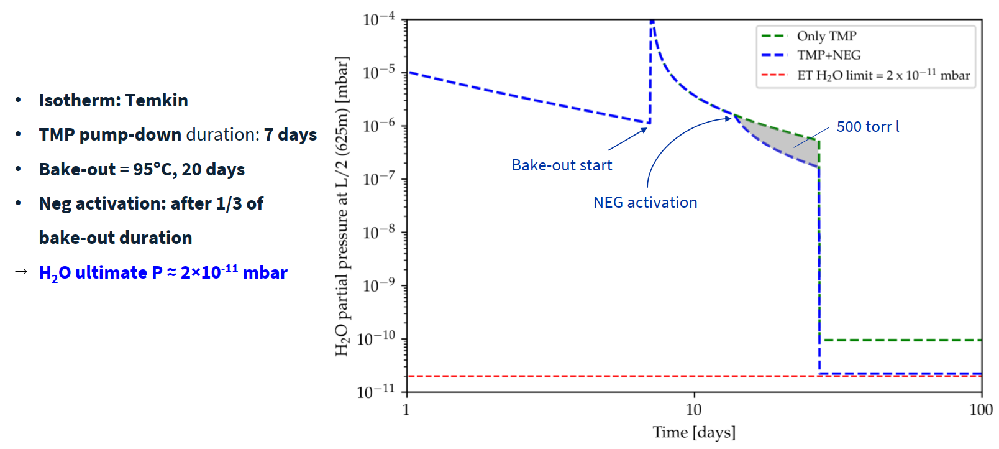 • Isotherm: Temkin
• TMP pump-down duration: 7 days
• Bake-out = 95°C, 20 days
• Neg activation: after 1/3 of
bake-out duration
→ H₂O ultimate P ≈ 2×10⁻¹¹ mbar
H₂O partial pressure at L/2 (625m) [mbar]
10⁻⁴
10⁻⁵
10⁻⁶
10⁻⁷
10⁻⁸
10⁻⁹
10⁻¹⁰
10⁻¹¹
Only TMP
TMP+NEG
ET H₂O limit = 2 x 10⁻¹¹ mbar
500 torr l
Bake-out start
NEG activation
1
10
100
Time [days]